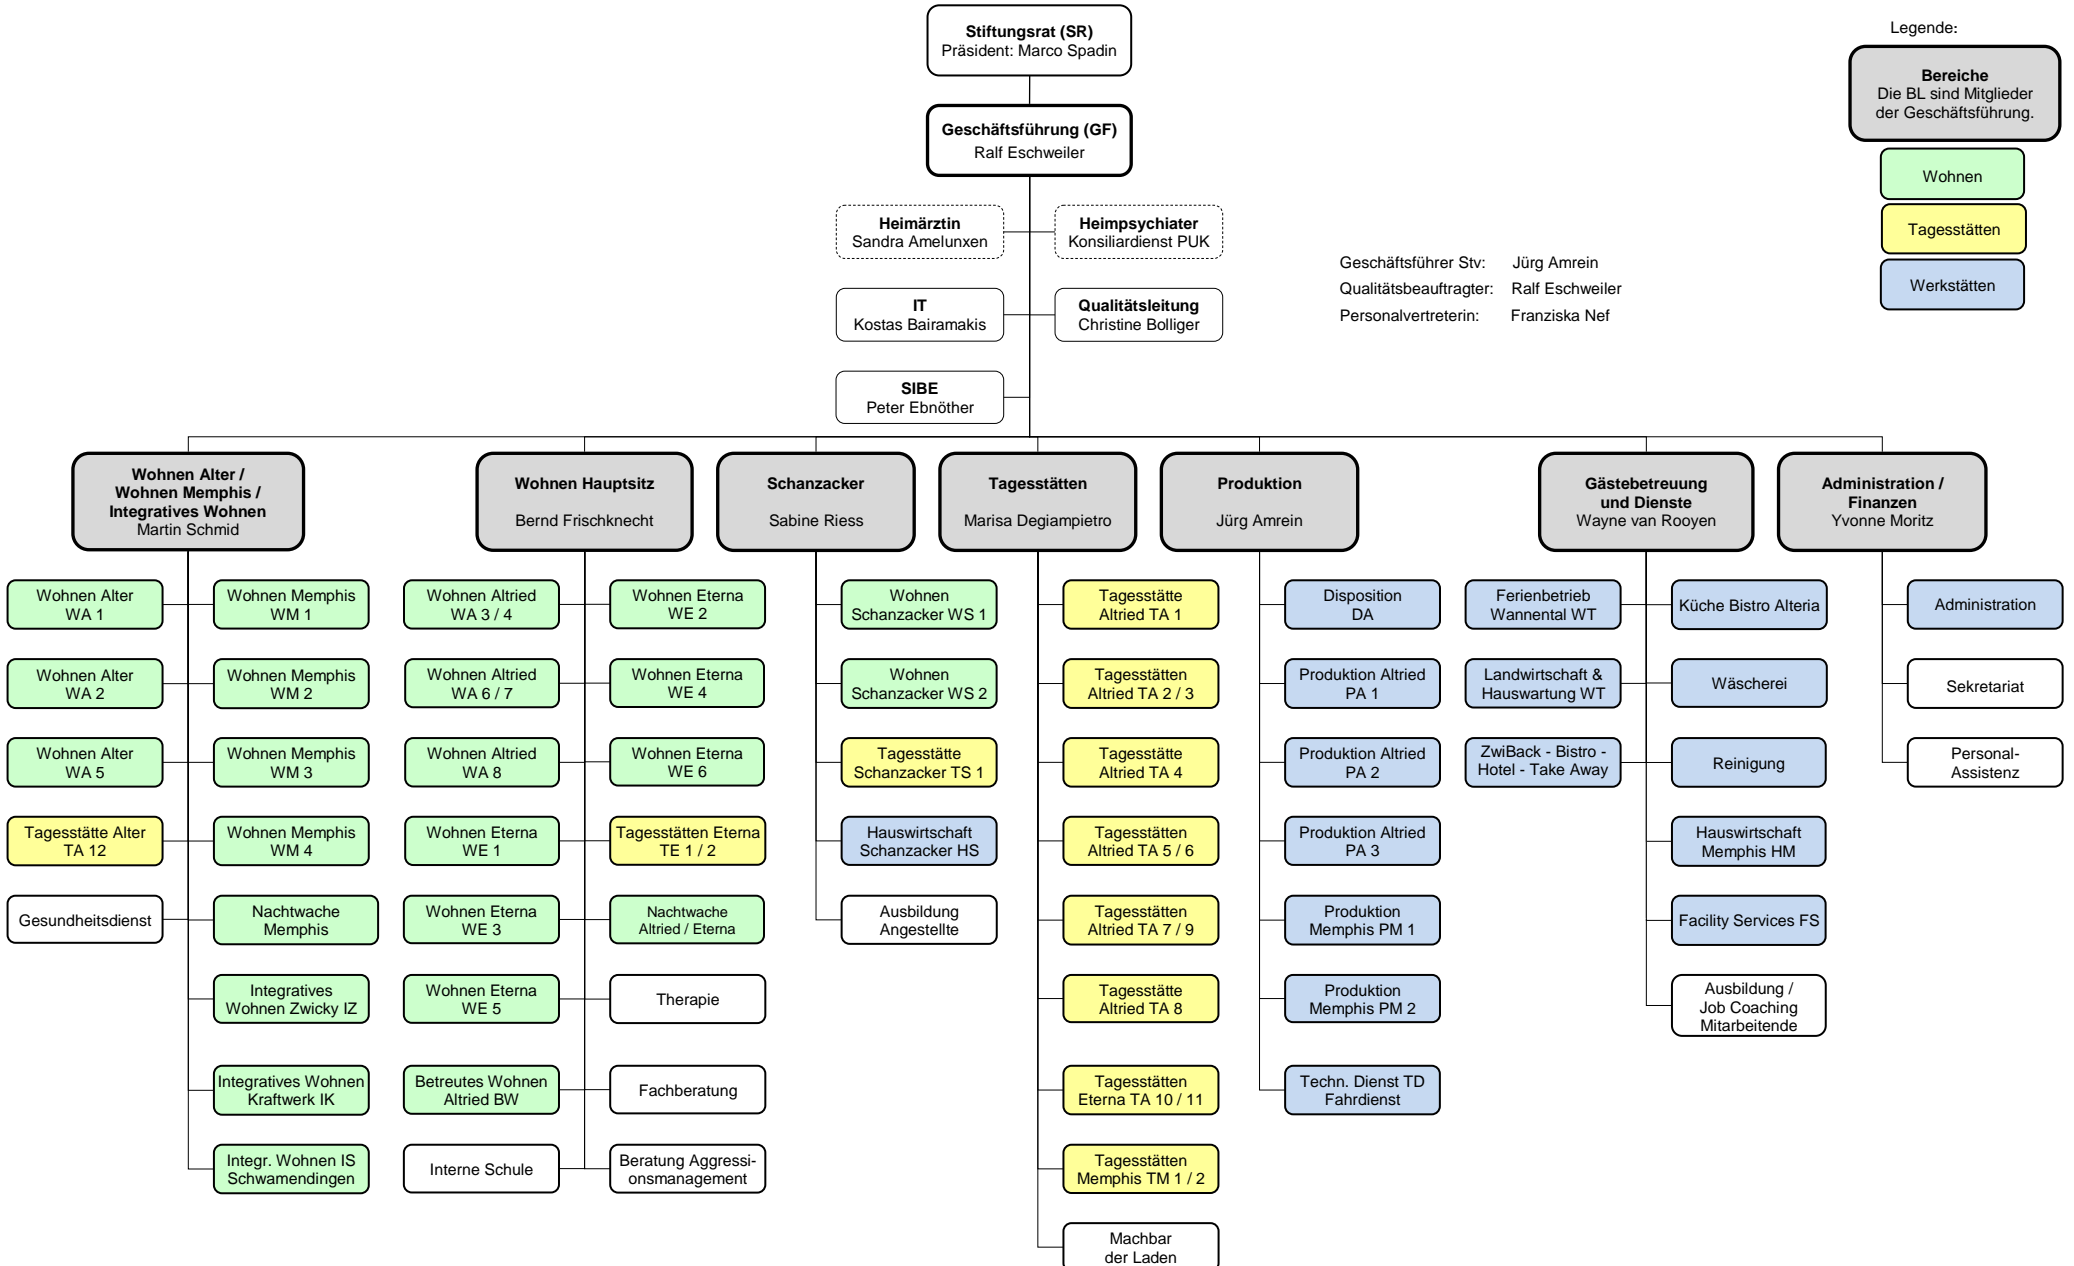 Stiftungsrat (SR)
Präsident: Marco Spadin
Legende:
Bereiche
Die BL sind Mitglieder
der Geschäftsführung.
Wohnen
Tagesstätten
Werkstätten
Geschäftsführung (GF)
Ralf Eschweiler
Heimärztin
Sandra Amelunxen
Heimpsychiater
Konsiliardienst PUK
IT
Kostas Bairamakis
Qualitätsleitung
Christine Bolliger
SIBE
Peter Ebnöther
Geschäftsführer Stv: Jürg Amrein
Qualitätsbeauftragter: Ralf Eschweiler
Personalvertreterin: Franziska Nef
Wohnen Alter /
Wohnen Memphis /
Integratives Wohnen
Martin Schmid
Wohnen Alter
WA 1
Wohnen Memphis
WM 1
Wohnen Alter
WA 2
Wohnen Memphis
WM 2
Wohnen Alter
WA 5
Wohnen Memphis
WM 3
Tagesstätte Alter
TA 12
Wohnen Memphis
WM 4
Gesundheitsdienst
Nachtwache
Memphis
Integratives
Wohnen Zwicky IZ
Integratives Wohnen
Kraftwerk IK
Integr. Wohnen IS
Schwamendingen
Wohnen Hauptsitz
Bernd Frischknecht
Wohnen Altried
WA 3 / 4
Wohnen Eterna
WE 2
Wohnen Altried
WA 6 / 7
Wohnen Eterna
WE 4
Wohnen Altried
WA 8
Wohnen Eterna
WE 6
Wohnen Eterna
WE 1
Tagesstätten Eterna
TE 1 / 2
Wohnen Eterna
WE 3
Nachtwache
Altried / Eterna
Wohnen Eterna
WE 5
Therapie
Betreutes Wohnen
Altried BW
Fachberatung
Interne Schule
Beratung Aggressi-
onsmanagement
Schanzacker
Sabine Riess
Wohnen
Schanzacker WS 1
Wohnen
Schanzacker WS 2
Tagesstätte
Schanzacker TS 1
Hauswirtschaft
Schanzacker HS
Ausbildung
Angestellte
Tagesstätten
Marisa Degiampietro
Tagesstätte
Altried TA 1
Tagesstätten
Altried TA 2 / 3
Tagesstätte
Altried TA 4
Tagesstätten
Altried TA 5 / 6
Tagesstätten
Altried TA 7 / 9
Tagesstätte
Altried TA 8
Tagesstätten
Eterna TA 10 / 11
Tagesstätten
Memphis TM 1 / 2
Machbar
der Laden
Produktion
Jürg Amrein
Disposition
DA
Produktion Altried
PA 1
Produktion Altried
PA 2
Produktion Altried
PA 3
Produktion
Memphis PM 1
Produktion
Memphis PM 2
Techn. Dienst TD
Fahrdienst
Gästebetreuung
und Dienste
Wayne van Rooyen
Ferienbetrieb
Wannental WT
Küche Bistro Alteria
Landwirtschaft &
Hauswartung WT
Wäscherei
ZwiBack - Bistro -
Hotel - Take Away
Reinigung
Hauswirtschaft
Memphis HM
Facility Services FS
Ausbildung /
Job Coaching
Mitarbeitende
Administration /
Finanzen
Yvonne Moritz
Administration
Sekretariat
Personal-
Assistenz